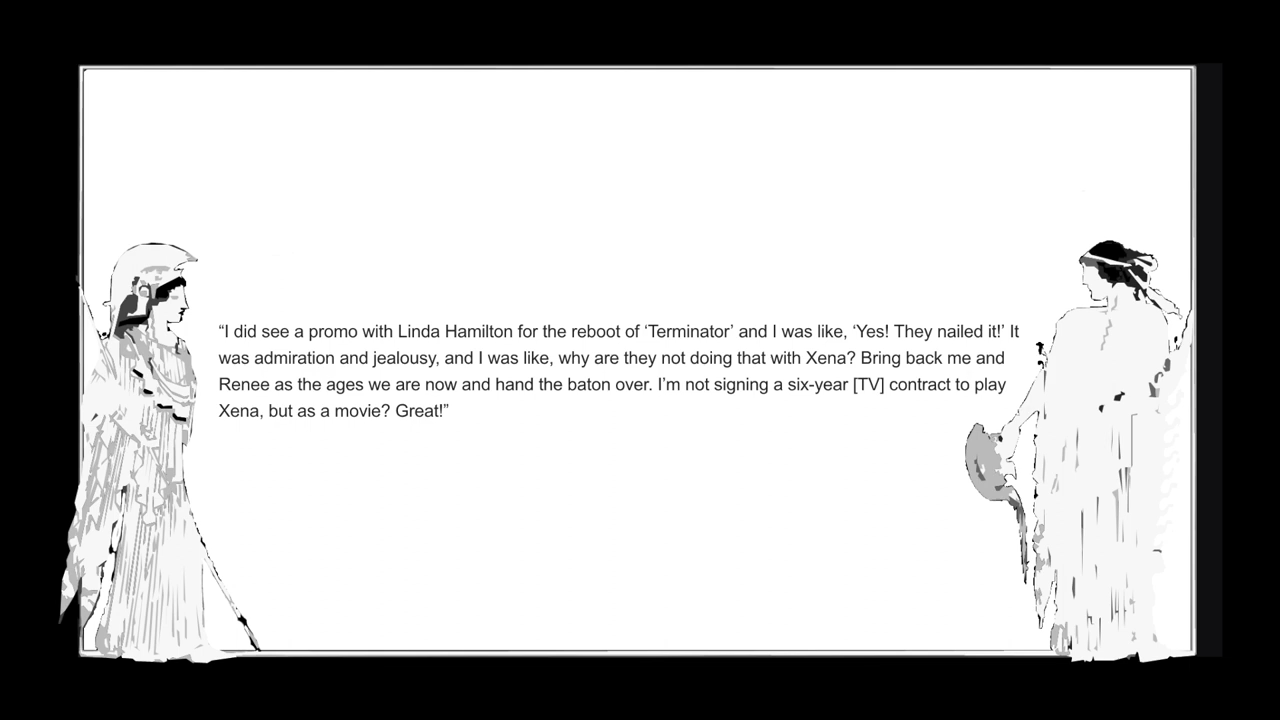 “I did see a promo with Linda Hamilton for the reboot of ‘Terminator’ and I was like, ‘Yes! They nailed it!’ It
was admiration and jealousy, and I was like, why are they not doing that with Xena? Bring back me and
Renee as the ages we are now and hand the baton over. I’m not signing a six-year [TV] contract to play
Xena, but as a movie? Great!”